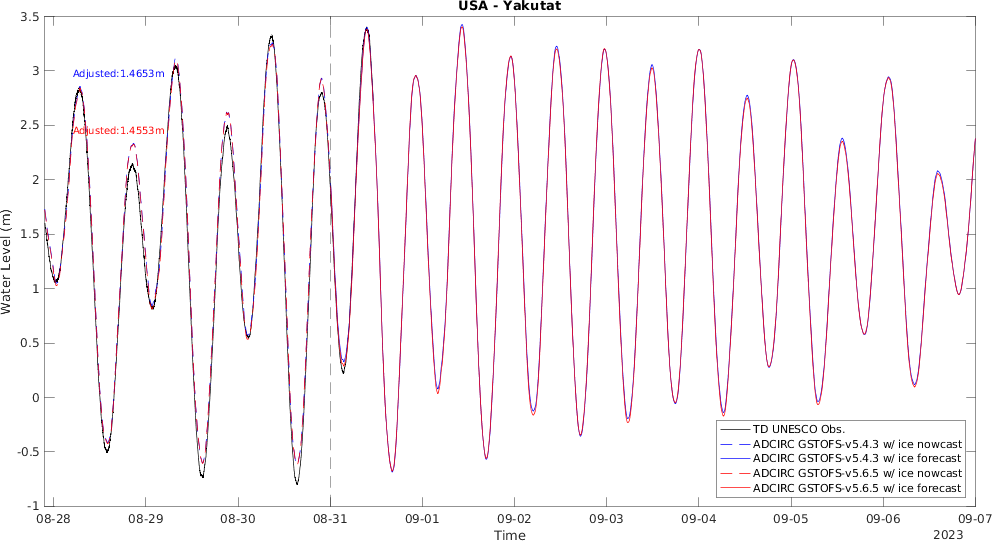 USA - Yakutat
3.5
3
2.5
2
1.5
1
0.5
0
-0.5
-1
Water Level (m)
Adjusted:1.4653m
Adjusted:1.4553m
TD UNESCO Obs.
ADCIRC GSTOFS-v5.4.3 w/ ice nowcast
ADCIRC GSTOFS-v5.4.3 w/ ice forecast
ADCIRC GSTOFS-v5.6.5 w/ ice nowcast
ADCIRC GSTOFS-v5.6.5 w/ ice forecast
08-28 08-29 08-30 08-31 09-01 09-02 09-03 09-04 09-05 09-06 09-07
Time
2023